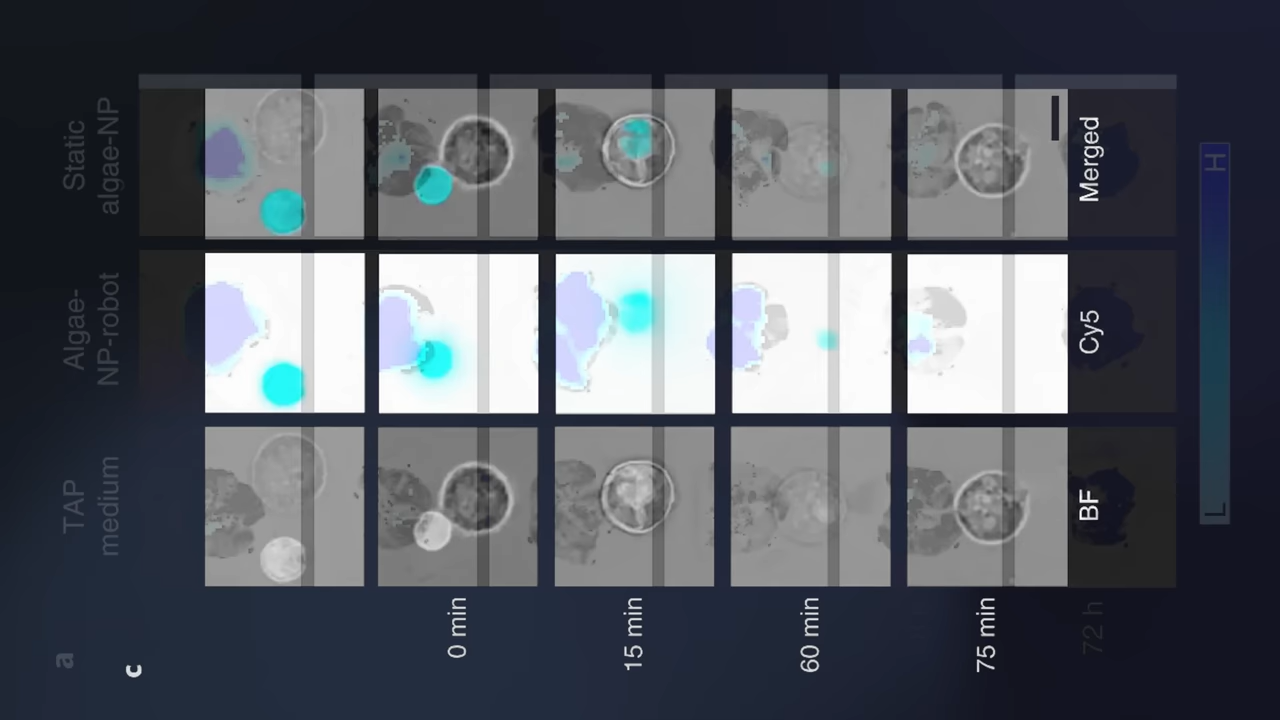 a
TAP
medium
Algae-
NP-robot
Static
algae-NP
c
0 min
15 min
60 min
75 min
72 h
BF
Cy5
Merged
L
H